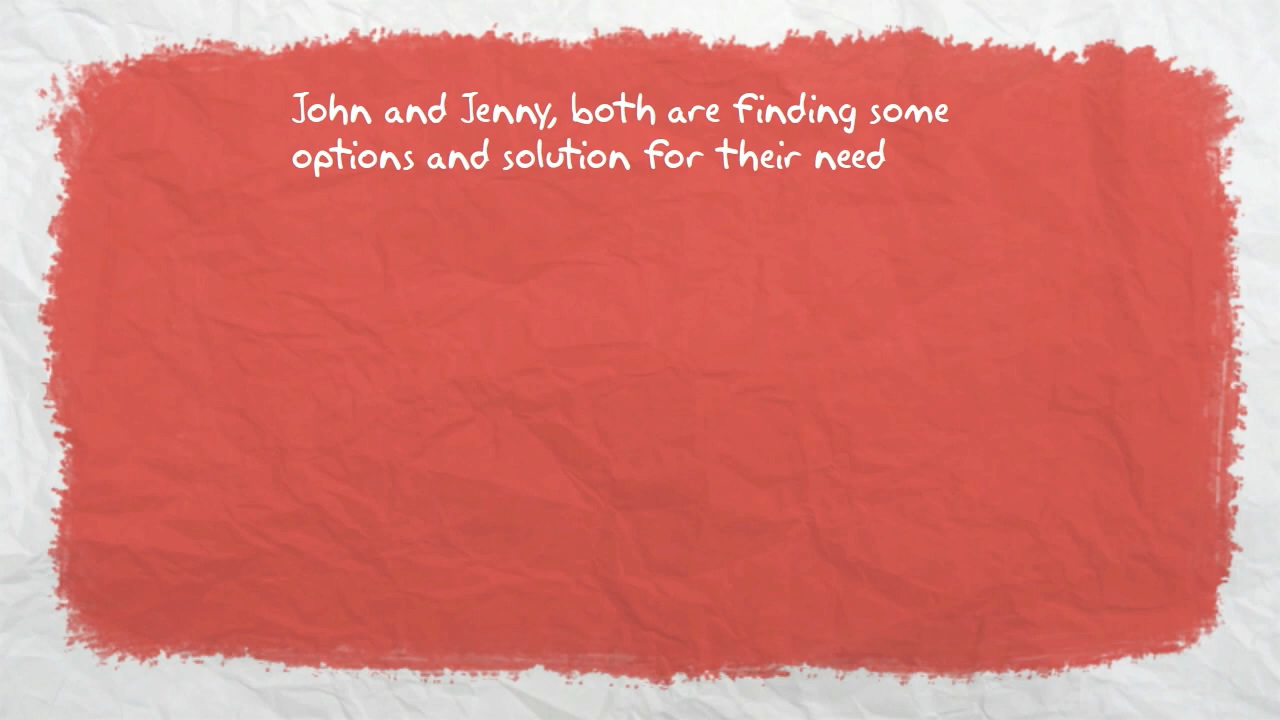 John and Jenny, both are finding some
options and solution for their need